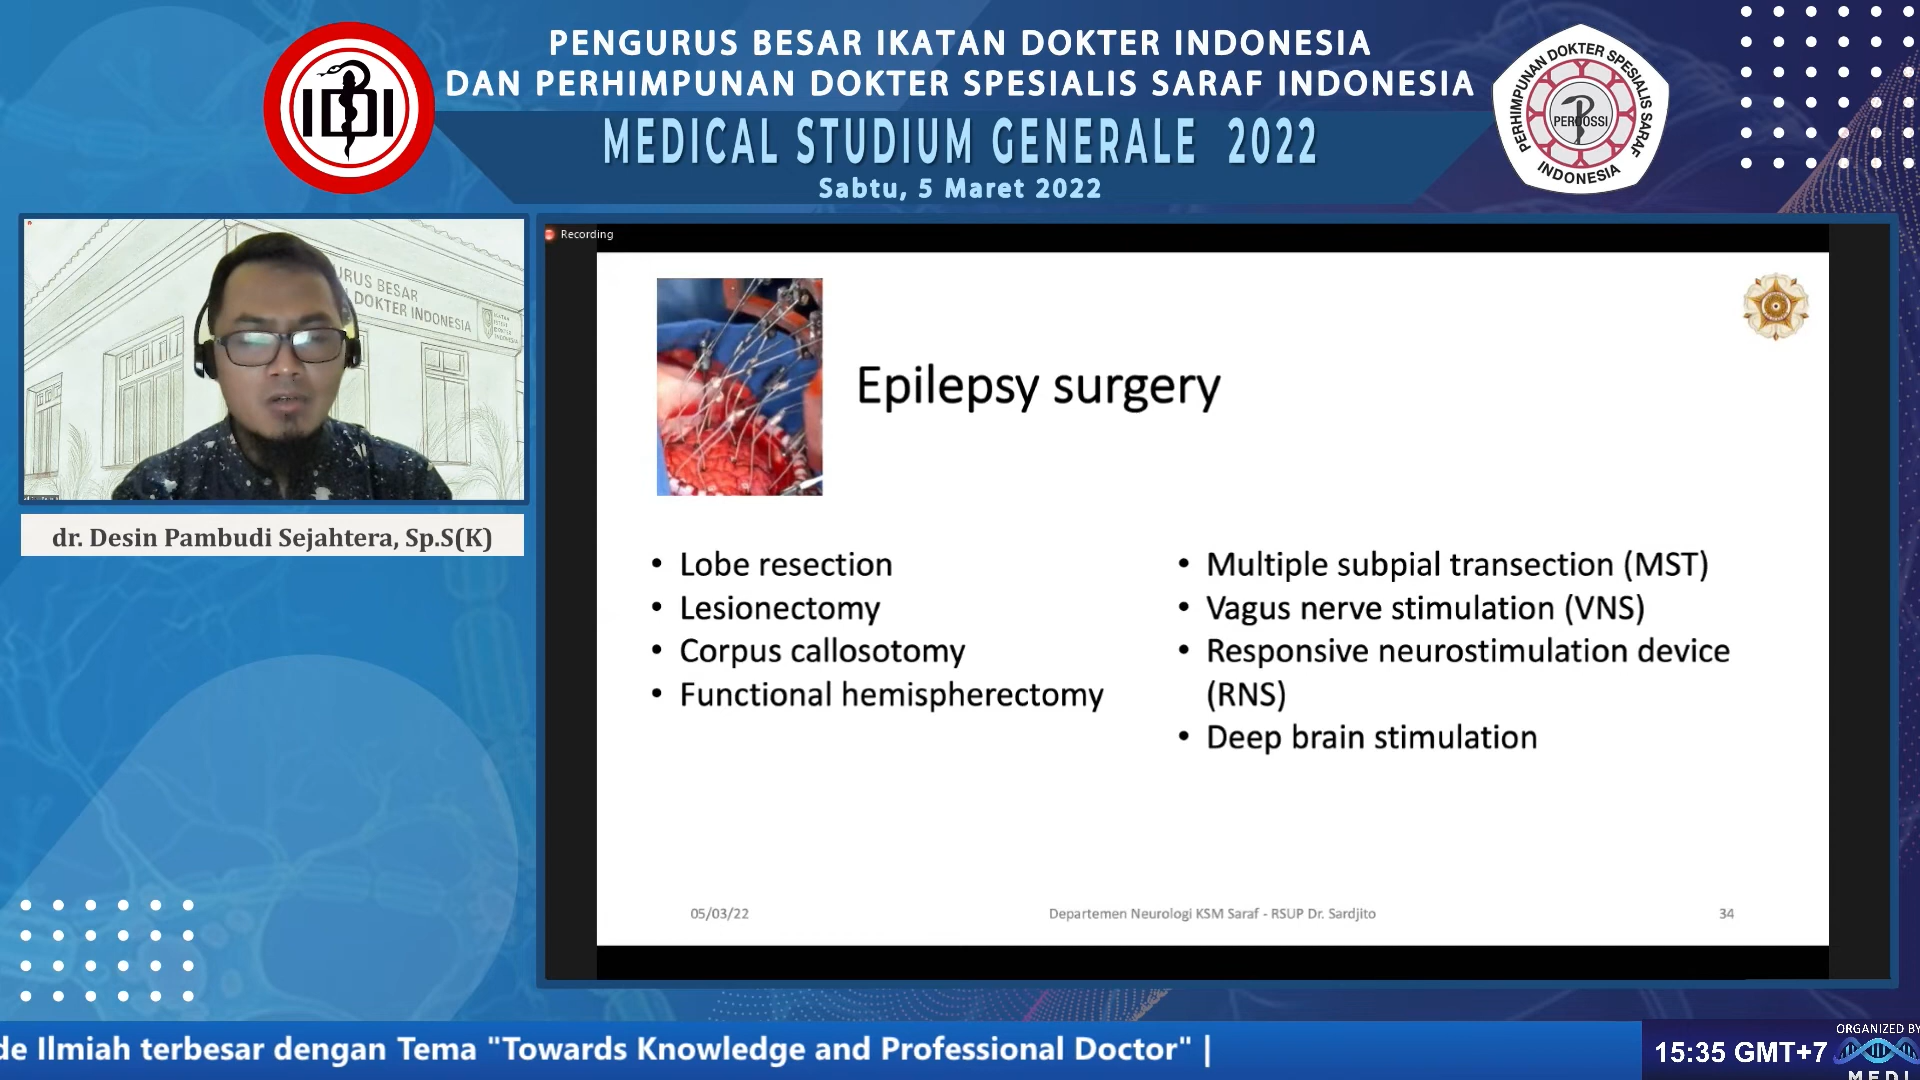 PENGURUS BESAR IKATAN DOKTER INDONESIA
DAN PERHIMPUNAN DOKTER SPESIALIS SARAF INDONESIA
MEDICAL STUDIUM GENERALE 2022
Sabtu, 5 Maret 2022
IDI
PERHIMPUNAN DOKTER SPESIALIS SARAF
PERDOSSI
INDONESIA
URUS BESAR
DOKTER INDONESIA
dr. Desin Pambudi Sejahtera, Sp.S(K)
Recording
Epilepsy surgery
• Lobe resection
• Lesionectomy
• Corpus callosotomy
• Functional hemispherectomy
• Multiple subpial transection (MST)
• Vagus nerve stimulation (VNS)
• Responsive neurostimulation device
(RNS)
• Deep brain stimulation
05/03/22
Departemen Neurologi KSM Saraf - RSUP Dr. Sardjito
34
de Ilmiah terbesar dengan Tema "Towards Knowledge and Professional Doctor" |
15:35 GMT+7
ORGANIZED BY
MEDI